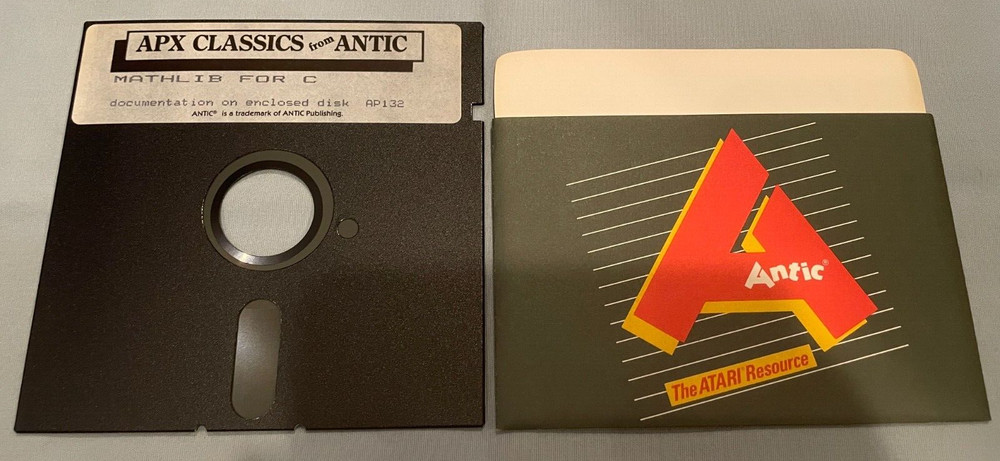 APX CLASSICS from ANTIC
MATHLIB FOR C
documentation on enclosed disk AP132
ANTIC® is a trademark of ANTIC Publishing.
Antic®
The ATARI® Resource